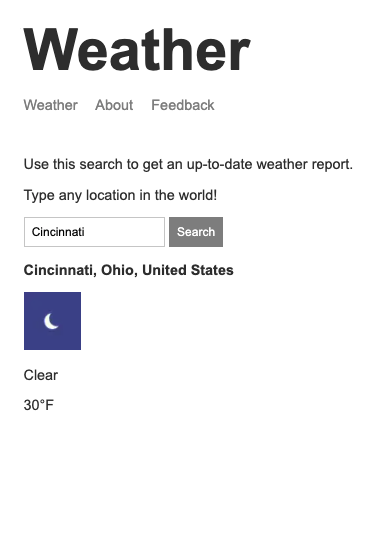 Weather
Weather About Feedback
Use this search to get an up-to-date weather report.
Type any location in the world!
Cincinnati Search
Cincinnati, Ohio, United States
Clear
30°F